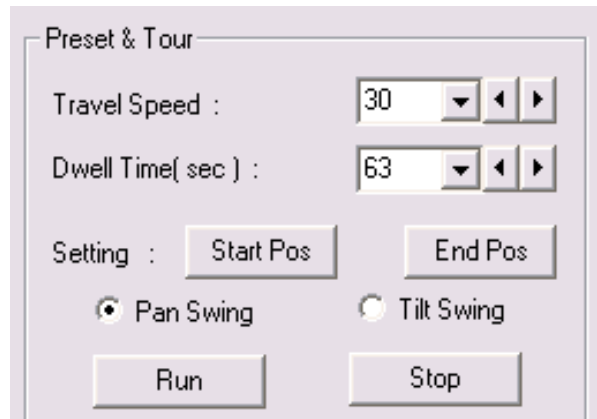 Preset & Tour
Travel Speed : 30
Dwell Time( sec ) : 63
Setting : Start Pos End Pos
Pan Swing Tilt Swing
Run Stop